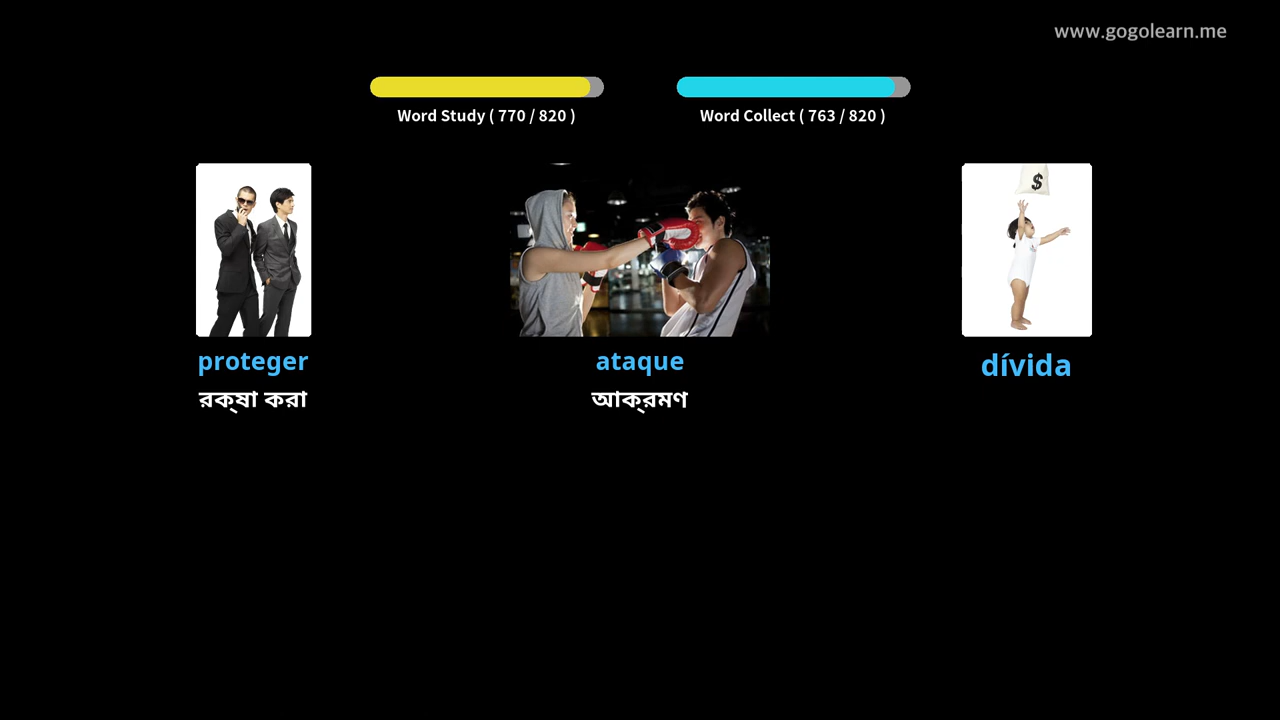 www.gogolearn.me
Word Study ( 770 / 820 )
Word Collect ( 763 / 820 )
$
proteger
ataque
dívida
রক্ষা করা
আক্রমণ